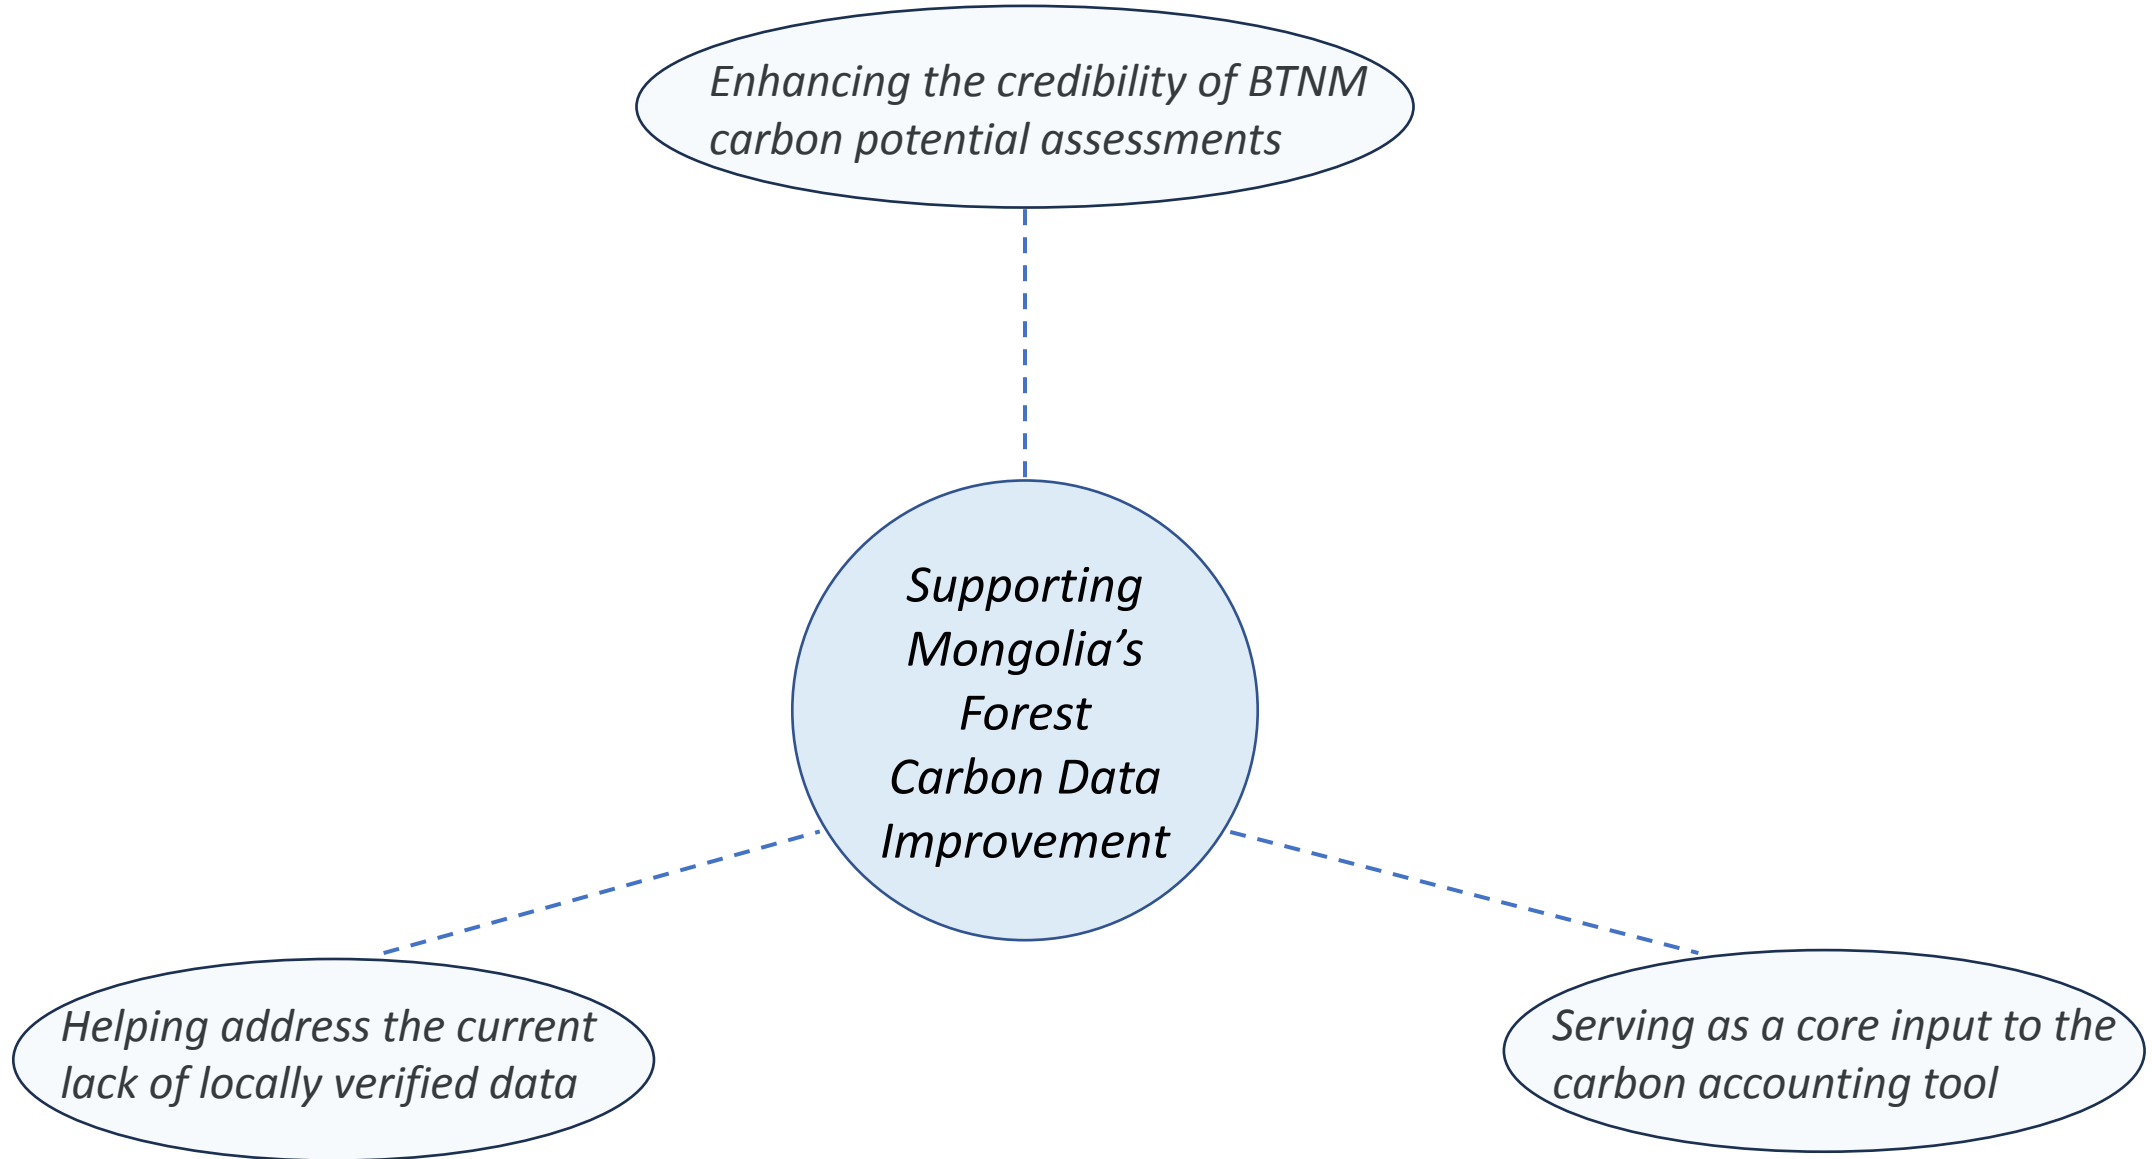 Enhancing the credibility of BTNM
carbon potential assessments
Supporting
Mongolia’s
Forest
Carbon Data
Improvement
Helping address the current
lack of locally verified data
Serving as a core input to the
carbon accounting tool